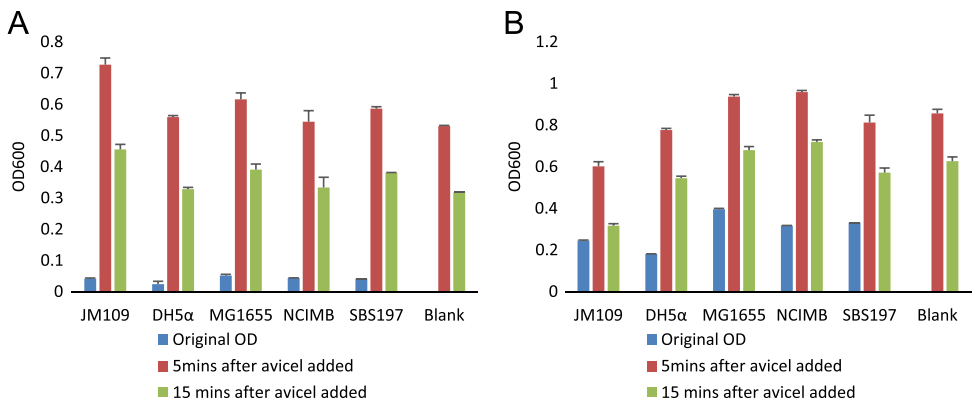 A
0.8
0.7
0.6
0.5
0.4
0.3
0.2
0.1
0
OD600
JM109 DH5α MG1655 NCIMB SBS197 Blank
Original OD
5mins after avicel added
15 mins after avicel added
B
1.2
1
0.8
0.6
0.4
0.2
0
OD600
JM109 DH5α MG1655 NCIMB SBS197 Blank
Original OD
5mins after avicel added
15 mins after avicel added